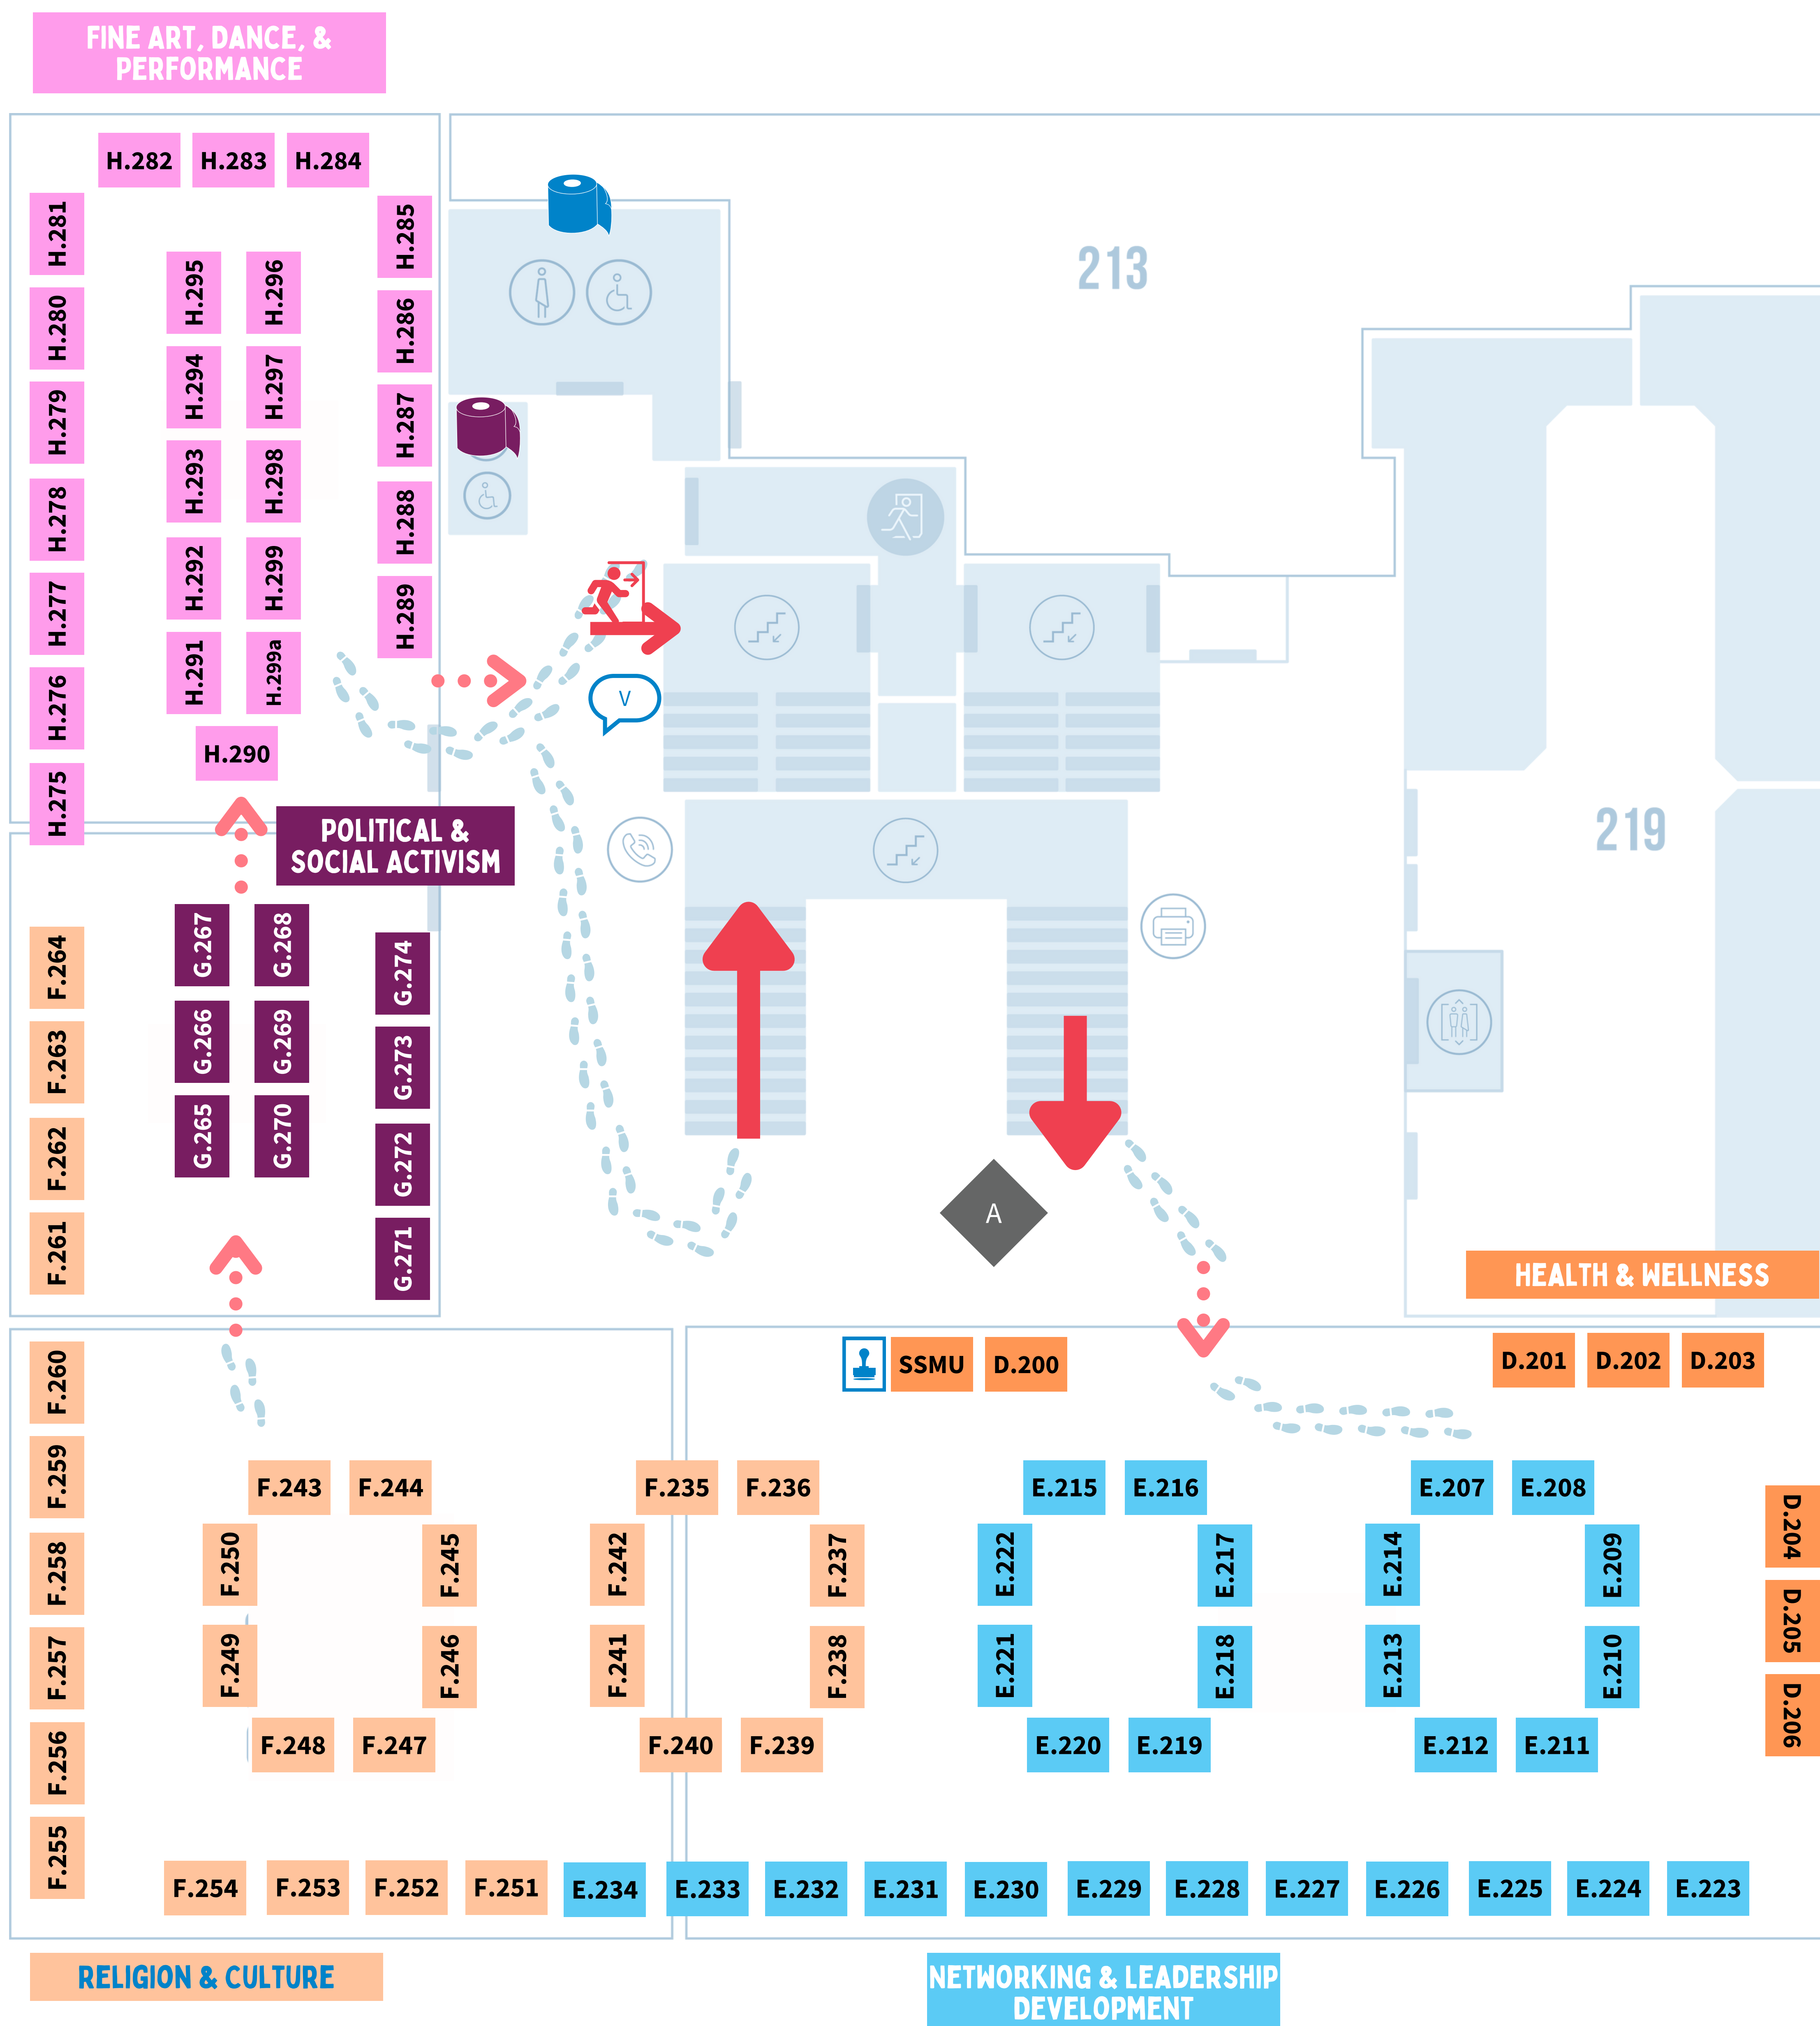 FINE ART, DANCE, &
PERFORMANCE
H.282 H.283 H.284
H.281
H.280
H.279
H.278
H.277
H.276
H.275
H.295 H.296
H.294 H.297
H.293 H.298
H.292 H.299
H.291 H.299a
H.290
H.285
H.286
H.287
H.288
H.289
213
V
219
POLITICAL &
SOCIAL ACTIVISM
F.264
F.263
F.262
F.261
G.267 G.268
G.266 G.269
G.265 G.270
G.274
G.273
G.272
G.271
A
HEALTH & WELLNESS
SSMU D.200
D.201 D.202 D.203
D.204
D.205
D.206
F.260
F.259
F.258
F.257
F.256
F.255
F.243 F.244
F.250 F.245
F.249 F.246
F.248 F.247
F.235 F.236
F.242 F.237
F.241 F.238
F.240 F.239
E.215 E.216
E.222 E.217
E.221 E.218
E.220 E.219
E.207 E.208
E.214 E.209
E.213 E.210
E.212 E.211
F.254 F.253 F.252 F.251 E.234 E.233 E.232 E.231 E.230 E.229 E.228 E.227 E.226 E.225 E.224 E.223
RELIGION & CULTURE
NETWORKING & LEADERSHIP
DEVELOPMENT